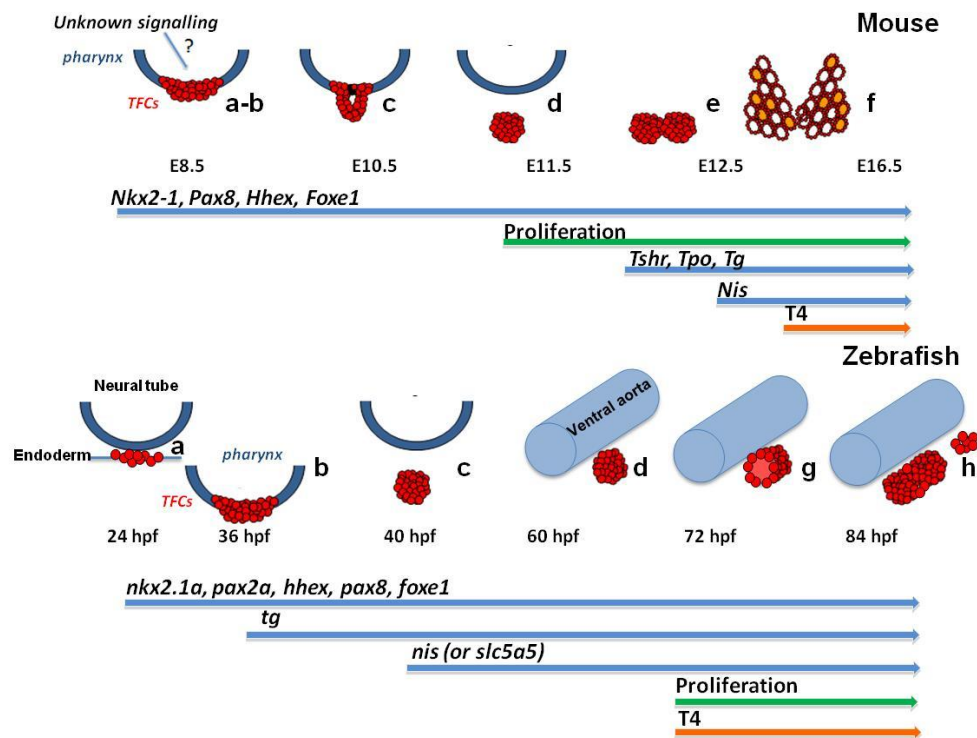 Unknown signalling
Mouse
?
pharynx
TFCs
a-b
c
d
e
f
E8.5
E10.5
E11.5
E12.5
E16.5
Nkx2-1, Pax8, Hhex, Foxe1
Proliferation
Tshr, Tpo, Tg
Nis
T4
Zebrafish
Neural tube
Ventral aorta
Endoderm
a
pharynx
b
c
d
g
h
TFCs
24 hpf
36 hpf
40 hpf
60 hpf
72 hpf
84 hpf
nkx2.1a, pax2a, hhex, pax8, foxe1
tg
nis (or slc5a5)
Proliferation
T4